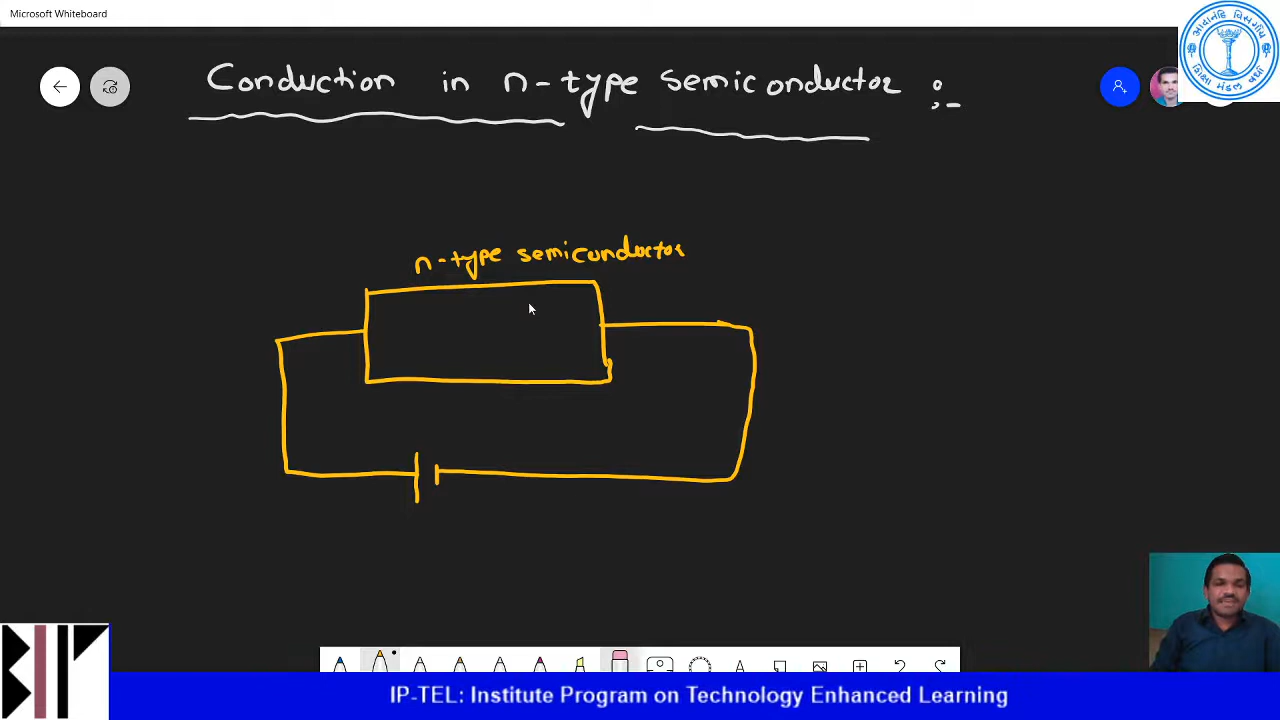 Microsoft Whiteboard
Conduction in n-type semiconductor :-
n-type semiconductor
IP-TEL: Institute Program on Technology Enhanced Learning